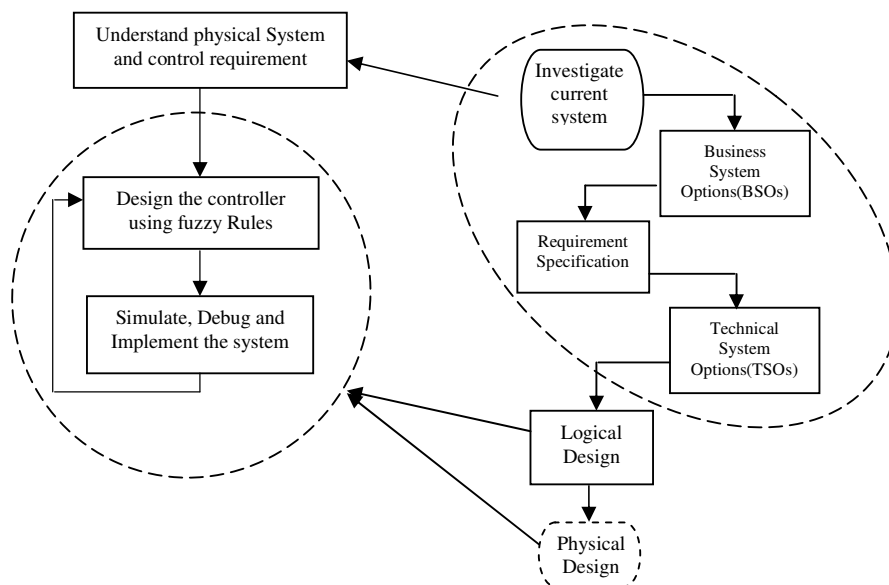 Understand physical System
and control requirement
Investigate
current
system
Business
System
Options(BSOs)
Design the controller
using fuzzy Rules
Requirement
Specification
Simulate, Debug and
Implement the system
Technical
System
Options(TSOs)
Logical
Design
Physical
Design